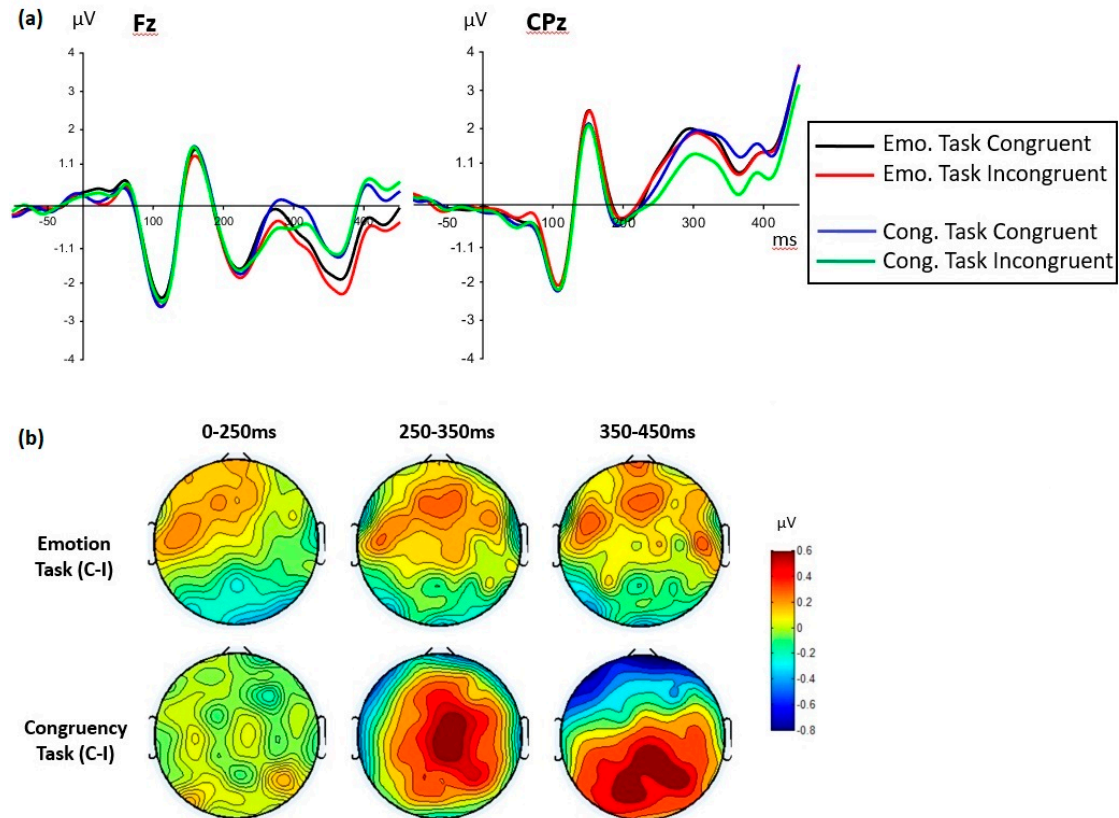 (a)
µV
Fz
4
3
2
1.1
-50
100
200
400
-1.1
-2
-3
-4
µV
CPz
4
3
2
1.1
-50
100
200
300
400
ms
-1.1
-2
-3
-4
Emo. Task Congruent
Emo. Task Incongruent
Cong. Task Congruent
Cong. Task Incongruent
(b)
0-250ms
250-350ms
350-450ms
Emotion
Task (C-I)
Congruency
Task (C-I)
µV
0.6
0.4
0.2
0
-0.2
-0.4
-0.6
-0.8